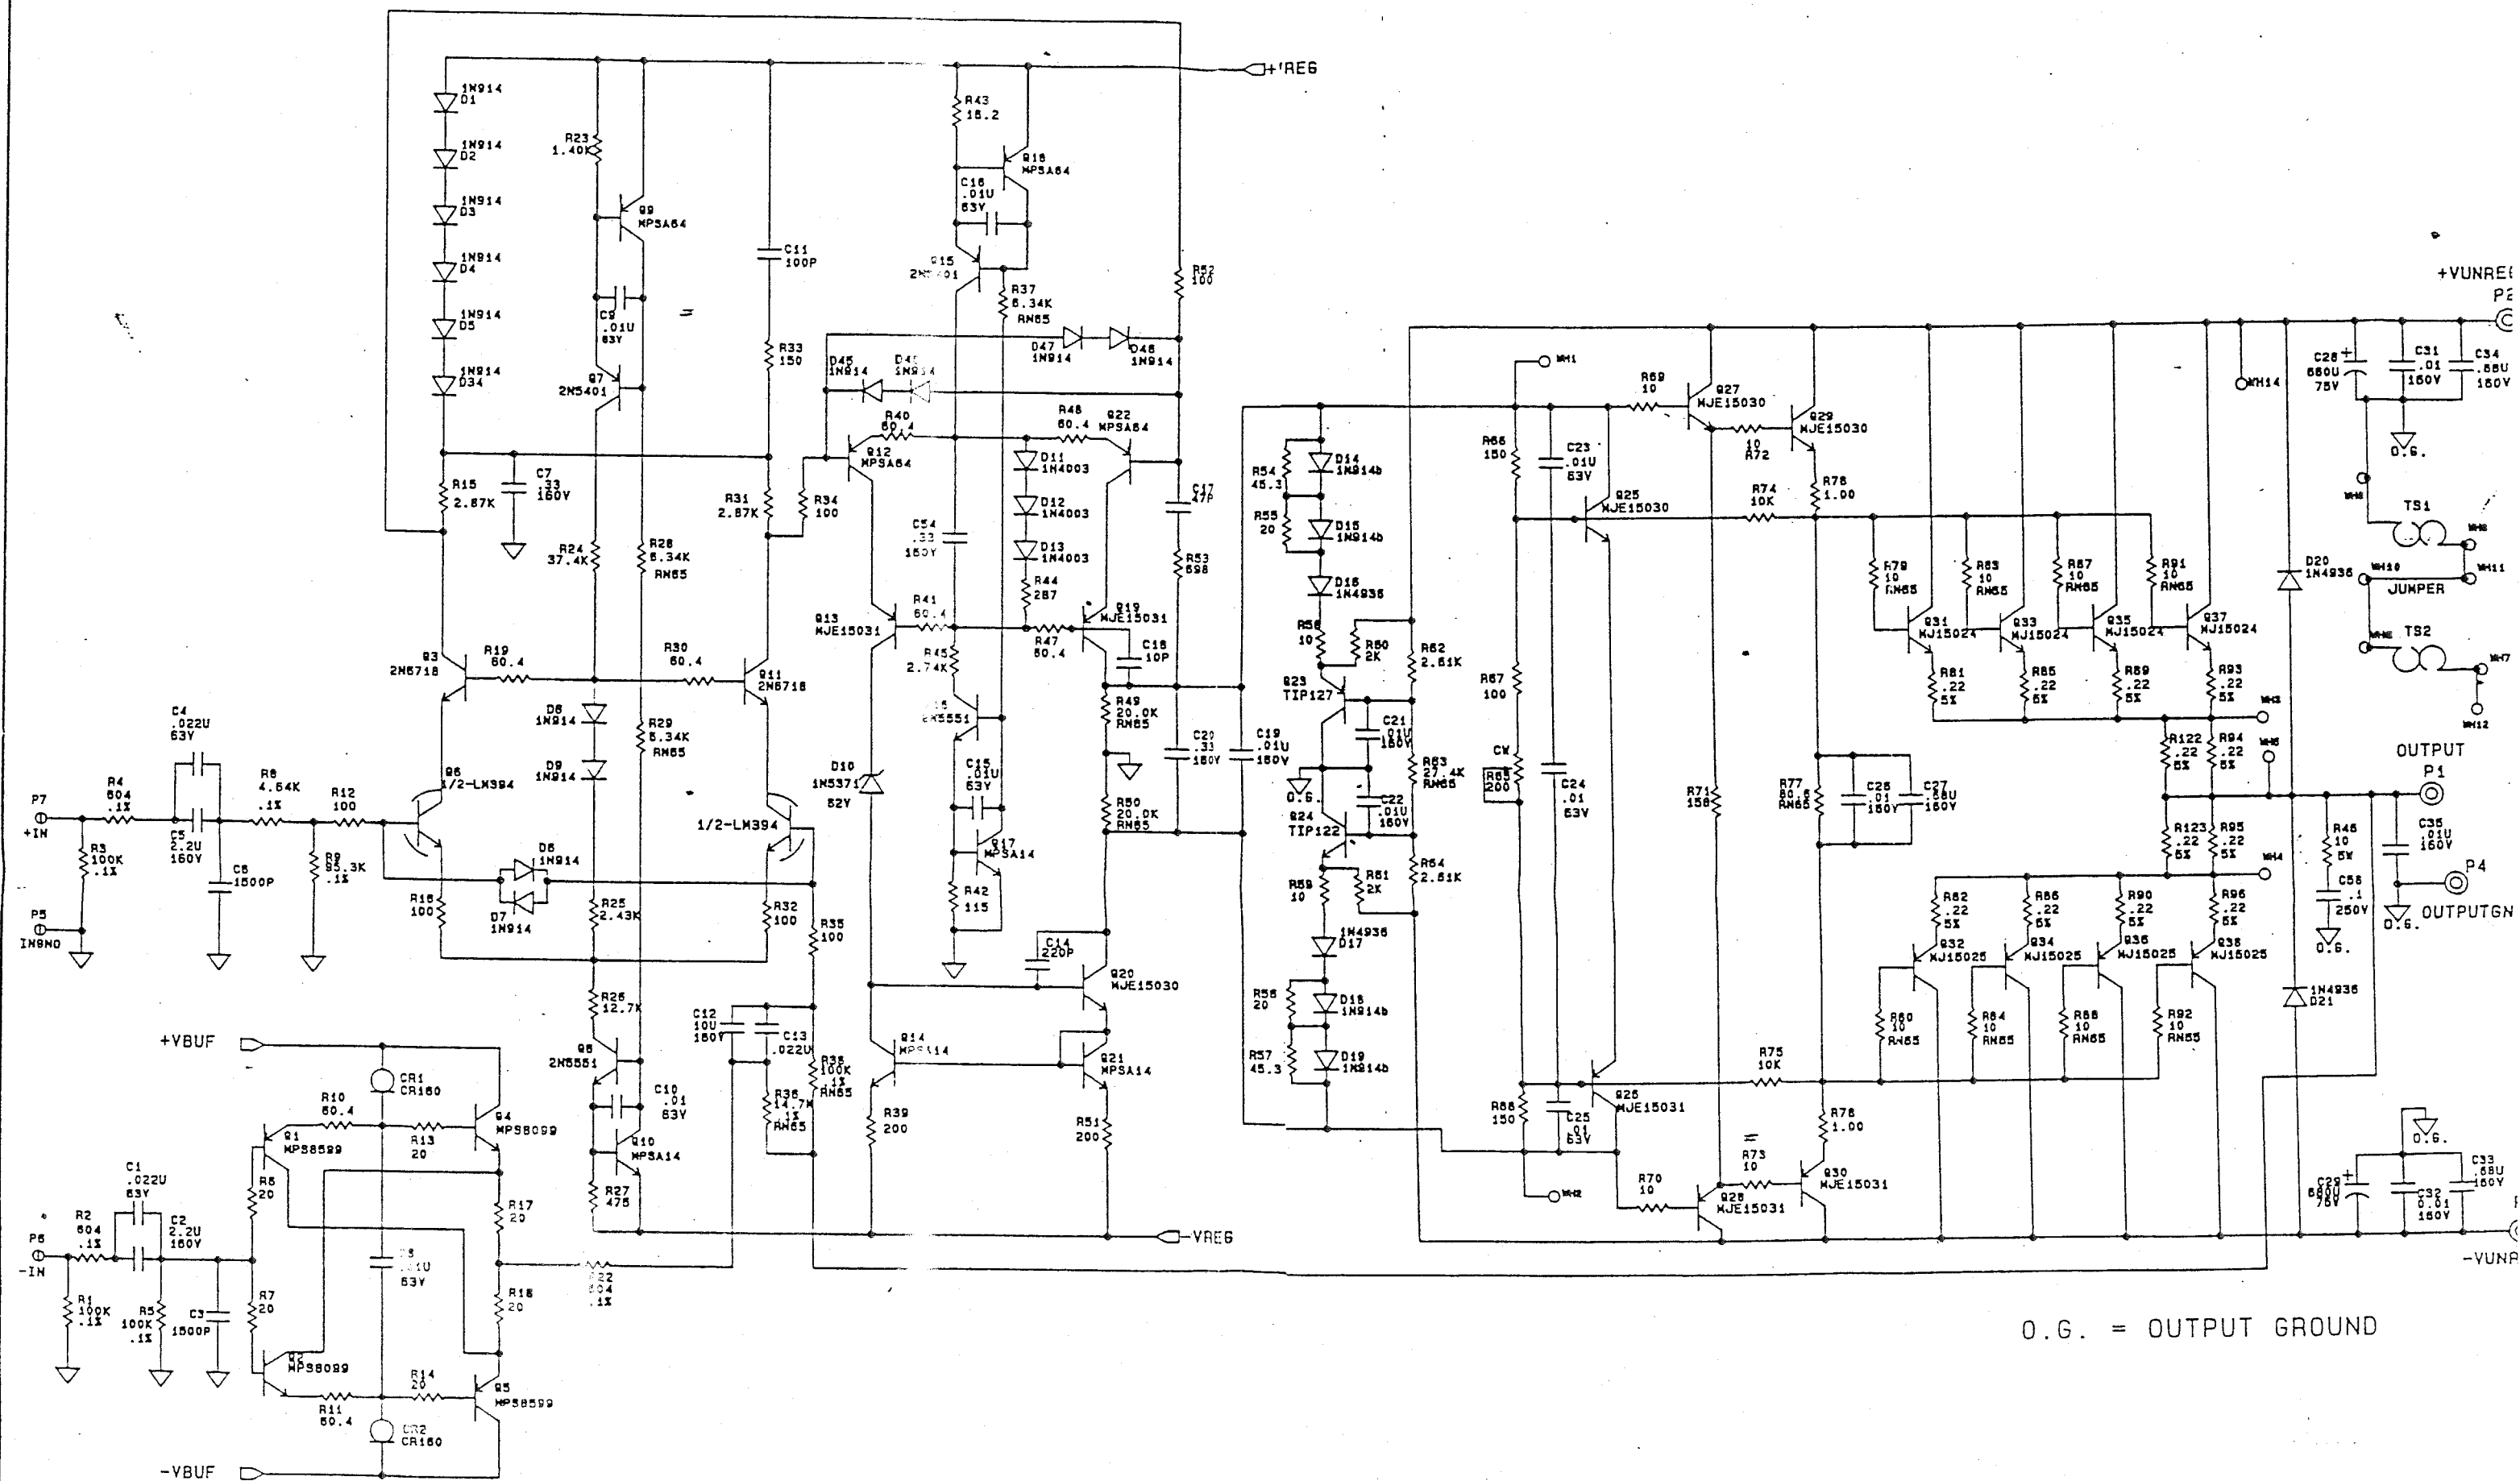 +VREG
1N914
D1
1N914
D2
1N914
D3
1N914
D4
1N914
D5
1N914
D34
R23
1.40K
Q9
MPSA64
C9
.01U
63V
Q7
2N5401
C11
100P
R33
150
R43
16.2
Q18
MPSA64
C16
.01U
63V
Q15
R37
6.34K
RN65
R52
100
D47
1N914
D46
1N914
D45
1N914
R40
60.4
R48
60.4
Q22
MPSA64
Q12
MPSA64
D11
1N4003
D12
1N4003
D13
1N4003
R44
287
C17
47P
R53
698
R15
2.87K
C7
.33
160V
R31
2.87K
R34
100
R24
37.4K
R28
6.34K
RN65
C54
.33
160V
Q13
MJE15031
R41
60.4
R47
60.4
Q19
MJE15031
C18
10P
R45
2.74K
2N5551
Q3
2N6718
R19
60.4
R30
60.4
Q11
2N6718
D8
1N914
D9
1N914
R29
6.34K
RN65
C4
.022U
63V
C5
2.2U
160V
P7
+IN
R4
604
.1%
R3
100K
.1%
P5
INGND
R8
4.64K
.1%
R12
100
C6
1500P
R9
95.3K
.1%
Q6
1/2-LM394
1/2-LM394
D6
1N914
D7
1N914
R16
100
R25
2.43K
R32
100
R35
100
R26
12.7K
D10
1N5371
62V
C15
.01U
63V
Q17
MPSA14
R42
115
R49
20.0K
RN65
R50
20.0K
RN65
C20
.33
160V
C19
.01U
160V
C14
220P
Q20
MJE15030
Q14
MPSA14
Q21
MPSA14
R39
200
R51
200
C12
10U
160V
C13
.022U
R38
100K
.1%
RN65
R36
.1%
RN65
Q8
2N5551
C10
.01
63V
Q10
MPSA14
R27
475
-VREG
+VBUF
CR1
CR160
R10
60.4
Q1
MPS8599
R13
20
Q4
MPS8099
C1
.022U
63V
C2
2.2U
160V
R6
20
R17
20
P6
-IN
R2
604
.1%
R1
100K
.1%
R5
100K
.1%
C3
1500P
R7
20
63V
R18
20
.1%
Q2
MPS8099
R11
60.4
R14
20
Q5
MPS8599
CR2
CR160
-VBUF
R54
45.3
D14
1N914b
R55
20
D15
1N914b
D16
1N4936
10
R60
2K
R62
2.61K
Q23
TIP127
C21
.01U
160V
R63
27.4K
RN65
O.G.
C22
.01U
160V
Q24
TIP122
R59
10
R61
2K
R64
2.61K
1N4936
D17
20
D18
1N914b
R57
45.3
D19
1N914b
WH1
R66
150
C23
.01U
63V
R67
100
CW
R65
200
C24
.01
63V
R68
150
C25
.01
63V
WH2
Q25
MJE15030
Q26
MJE15031
R69
10
Q27
MJE15030
10
R72
Q29
MJE15030
R74
10K
R76
1.00
R71
R77
RN65
C26
.01
160V
C27
.68U
160V
R75
10K
1.00
R70
10
Q28
MJE15031
R73
10
Q30
MJE15031
R79
10
RN65
R83
10
RN65
R87
10
RN65
R91
10
RN65
Q31
MJ15024
Q33
MJ15024
Q35
MJ15024
Q37
MJ15024
R81
.22
5%
R85
.22
5%
R89
.22
5%
R93
.22
5%
WH3
R122
.22
5%
R94
.22
5%
WH5
R123
.22
5%
R95
.22
5%
WH4
R82
.22
5%
R86
.22
5%
R90
.22
5%
R96
.22
5%
Q32
MJ15025
Q34
MJ15025
Q36
MJ15025
Q38
MJ15025
R80
10
RN65
R84
10
RN65
R88
10
RN65
R92
10
RN65
WH14
D20
1N4936
1N4936
D21
C28
680U
75V
C31
.01
160V
C34
.68U
160V
O.G.
TS1
WH11
WH10
JUMPER
TS2
WH7
WH12
OUTPUT
P1
R46
10
5W
C35
.01U
160V
P4
.1
250V
O.G.
O.G.
OUTPUTGN
O.G.
C29
680U
75V
C32
0.01
160V
C33
.68U
160V
-VUNR
O.G. = OUTPUT GROUND